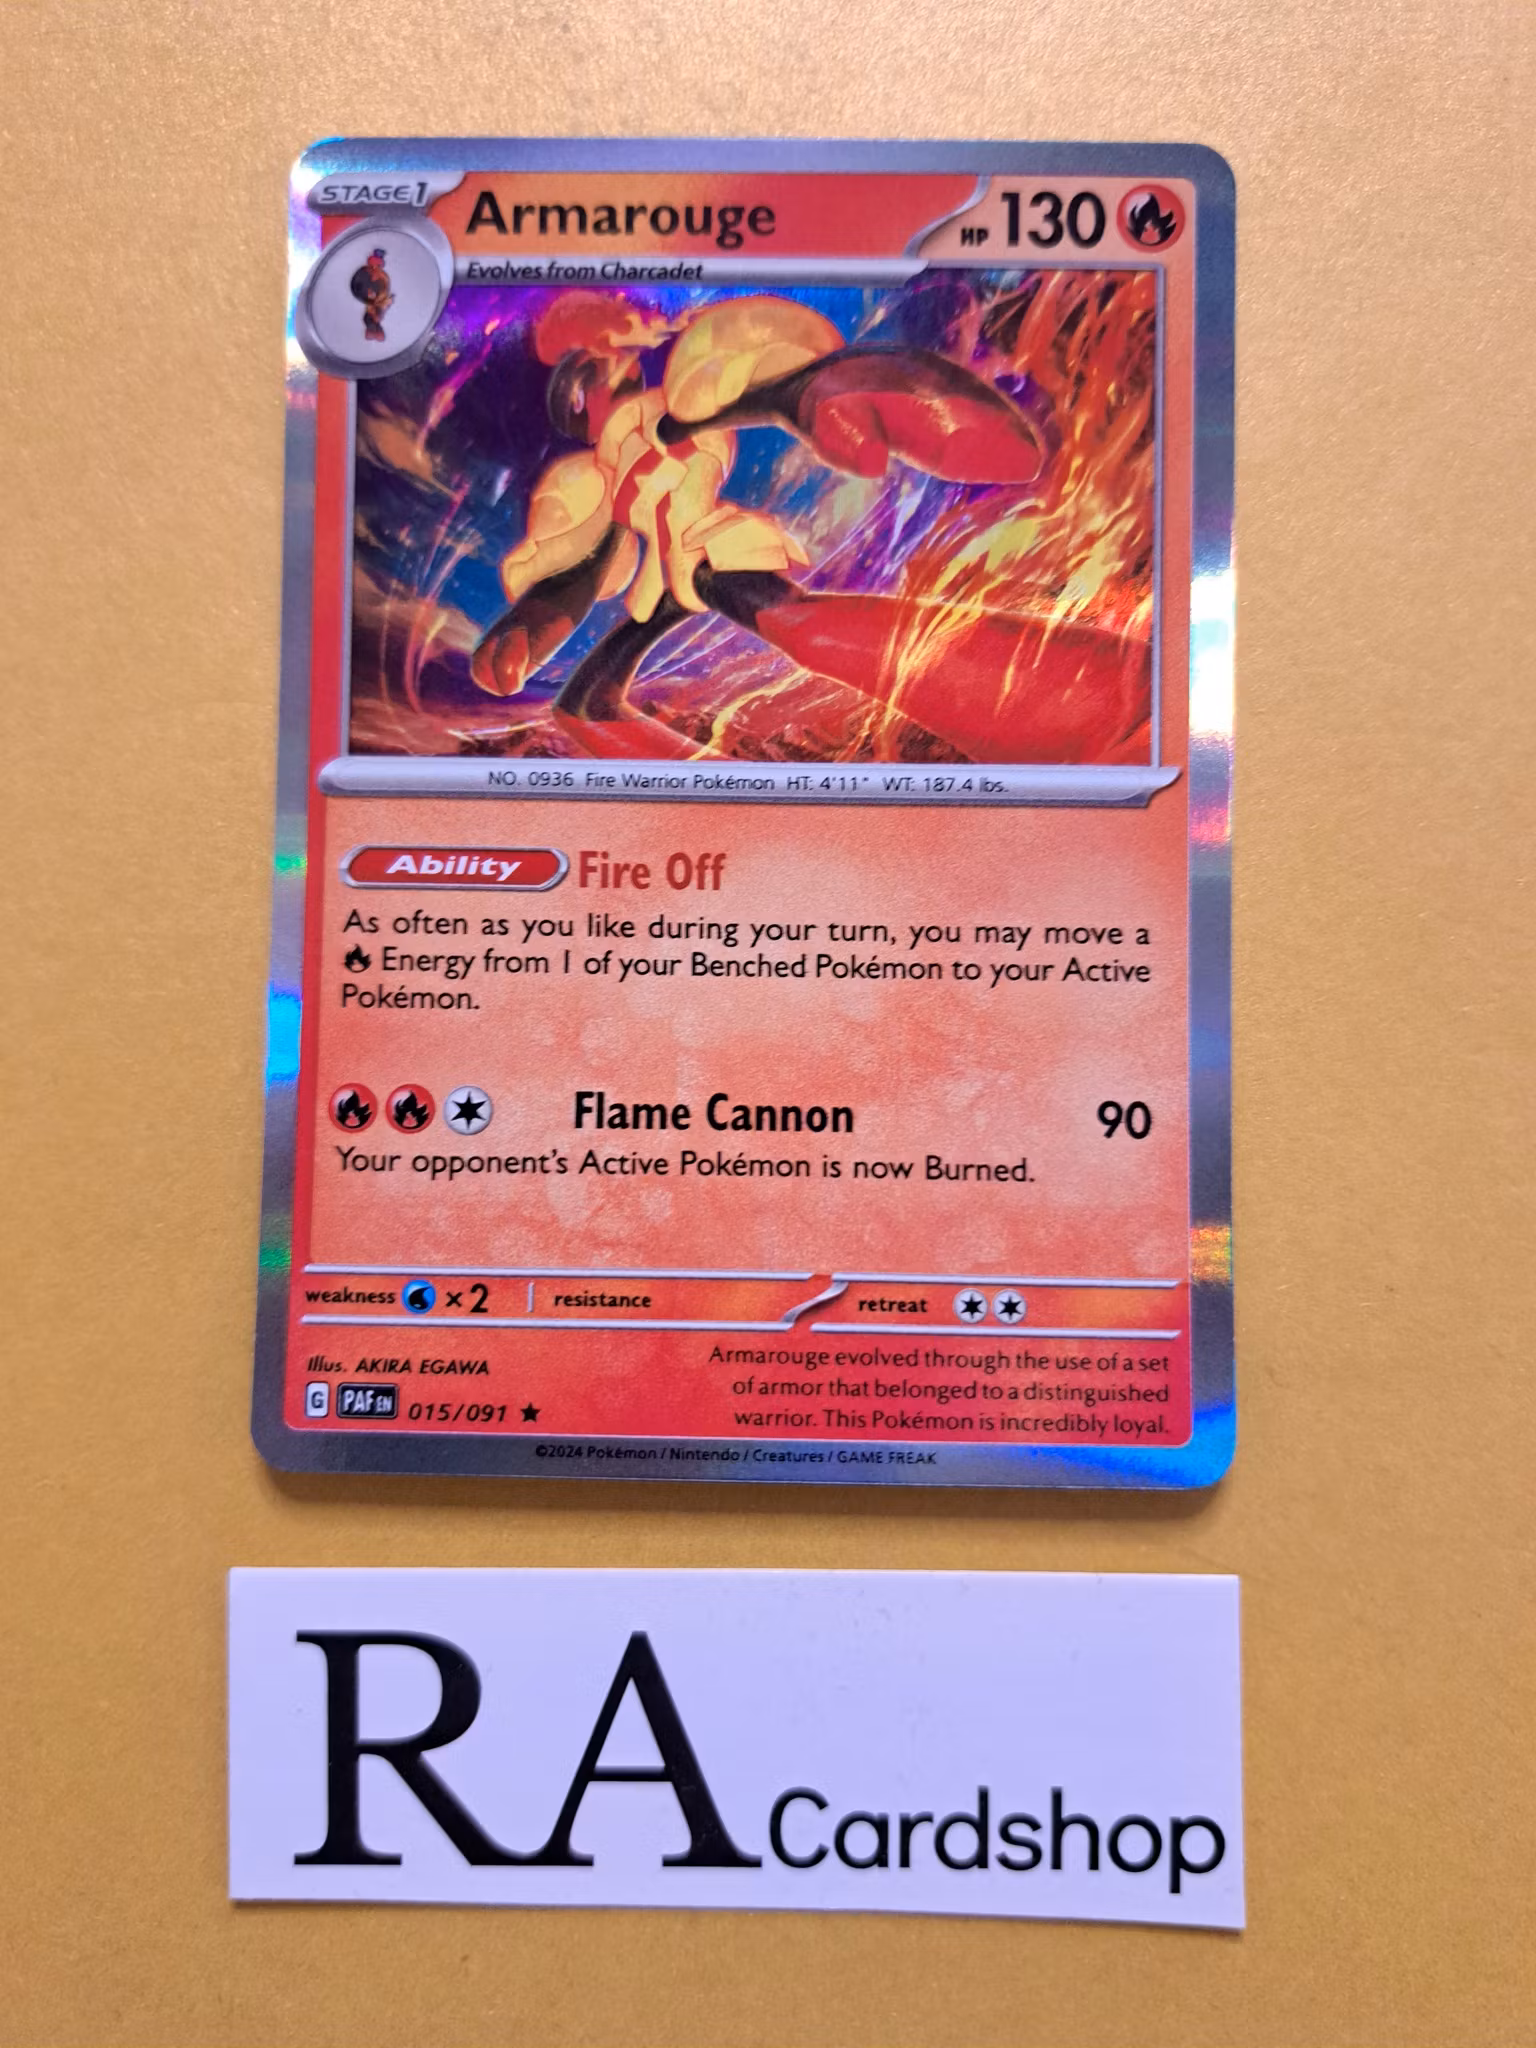 STAGE 1
Armarouge
HP 130
Evolves from Charcadet
NO. 0936 Fire Warrior Pokémon HT: 4'11" WT: 187.4 lbs.
Ability Fire Off
As often as you like during your turn, you may move a
Energy from 1 of your Benched Pokémon to your Active
Pokémon.
Flame Cannon 90
Your opponent's Active Pokémon is now Burned.
weakness ×2 resistance retreat
Illus. AKIRA EGAWA
G PAF EN 015/091 ★
Armarouge evolved through the use of a set
of armor that belonged to a distinguished
warrior. This Pokémon is incredibly loyal.
©2024 Pokémon / Nintendo / Creatures / GAME FREAK
RA Cardshop